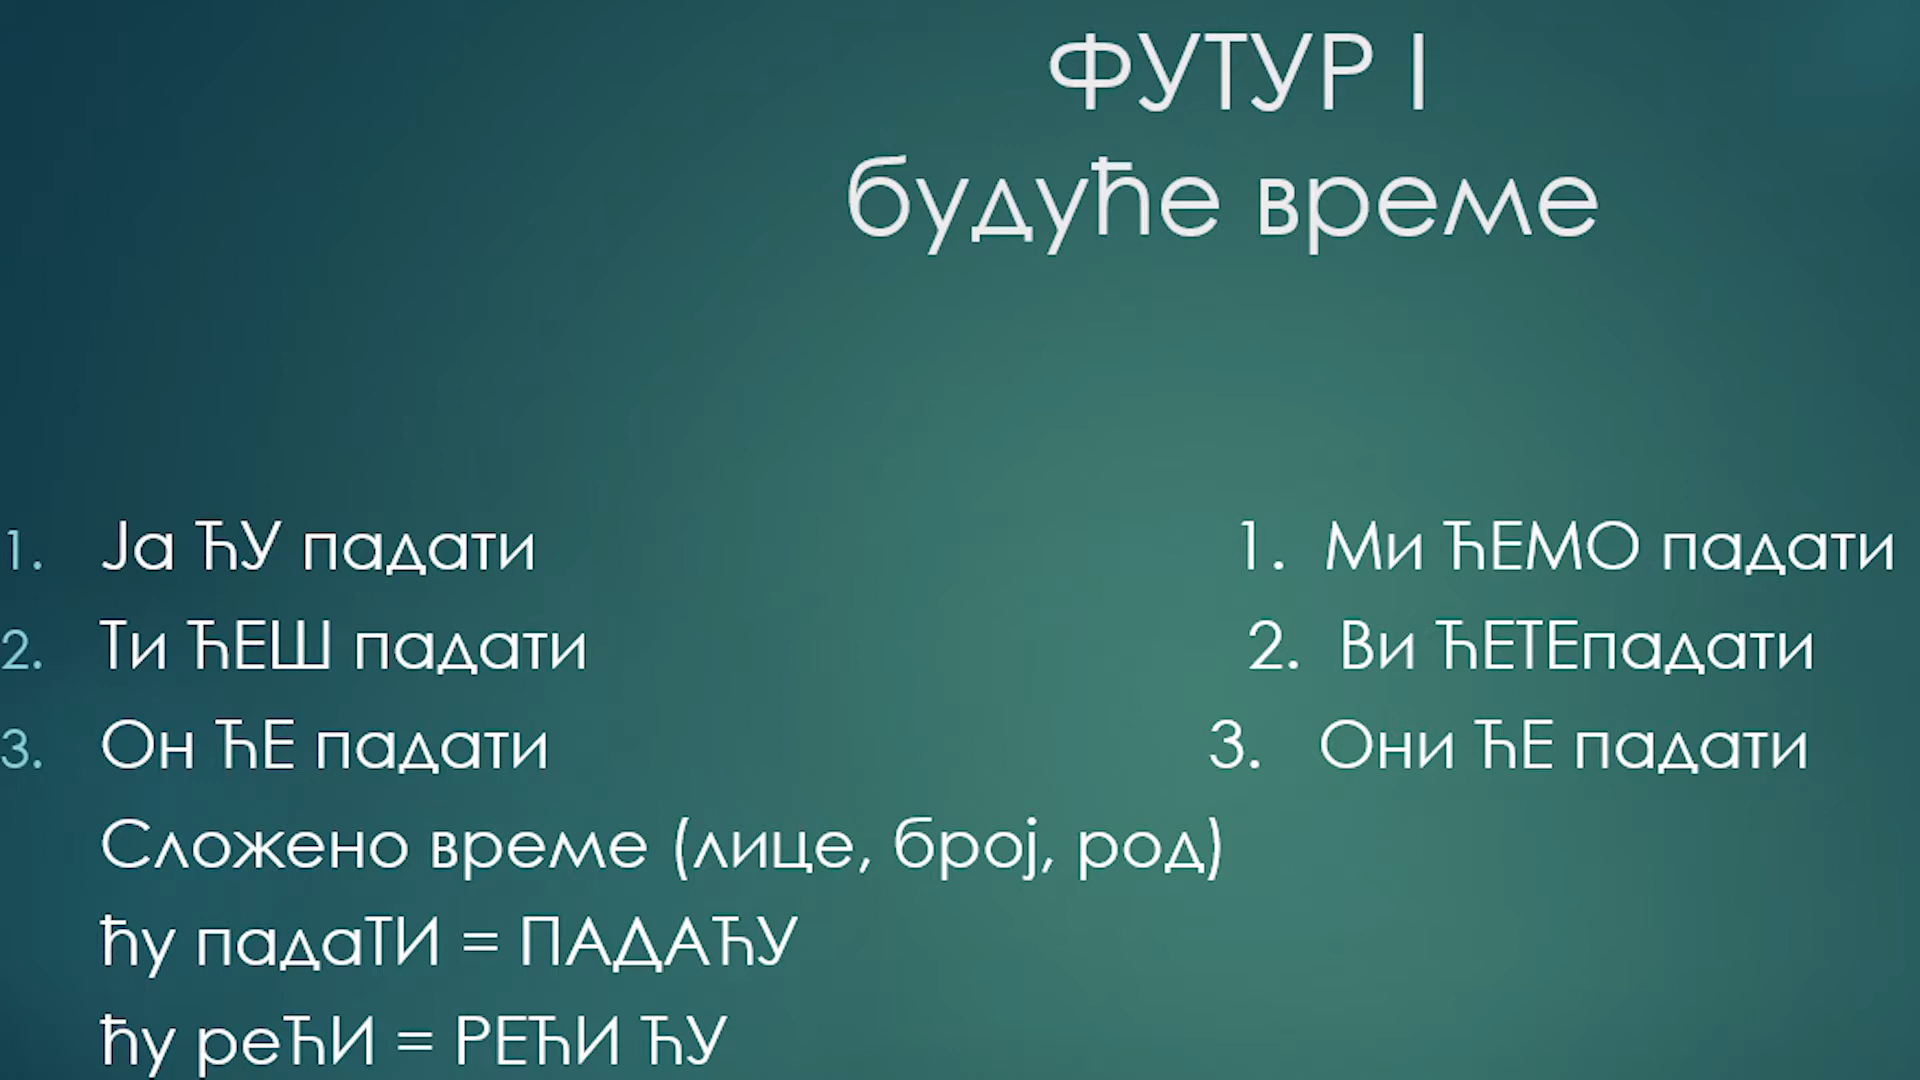 ФУТУР I
будуће време
1. Ја ЋУ падати
2. Ти ЋЕШ падати
3. Он ЋЕ падати
1. Ми ЋЕМО падати
2. Ви ЋЕТЕпадати
3. Они ЋЕ падати
Сложено време (лице, број, род)
ћу падаТИ = ПАДАЋУ
ћу реЋИ = РЕЋИ ЋУ